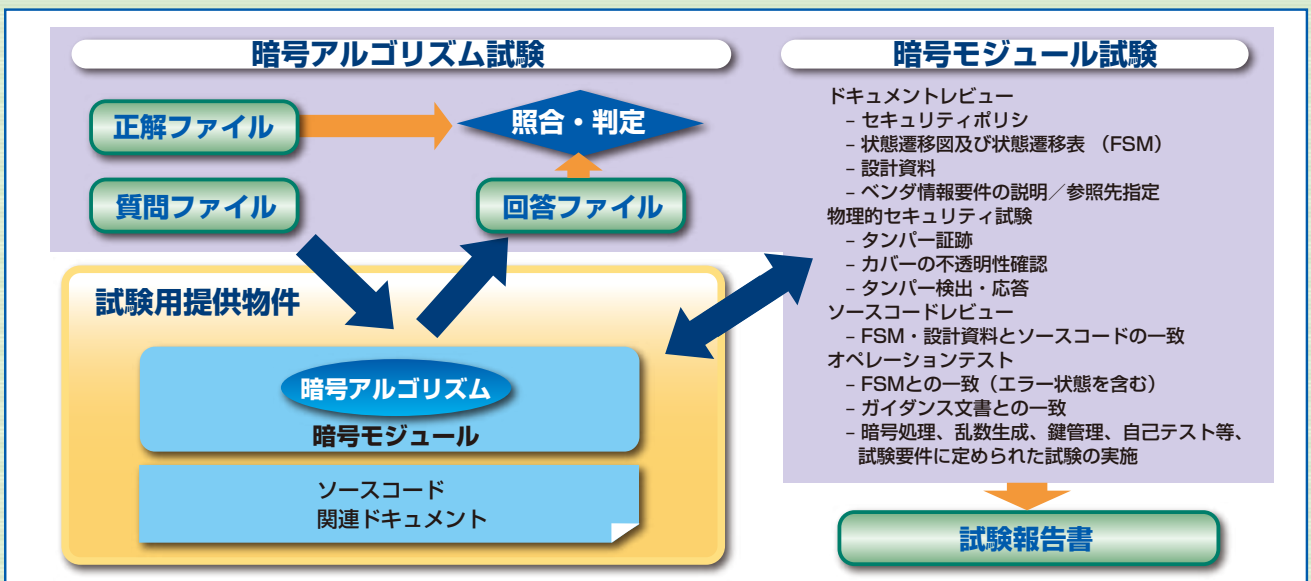 暗号アルゴリズム試験
正解ファイル
照合・判定
質問ファイル
回答ファイル
試験用提供物件
暗号アルゴリズム
暗号モジュール
ソースコード
関連ドキュメント
暗号モジュール試験
ドキュメントレビュー
– セキュリティポリシ
– 状態遷移図及び状態遷移表 （FSM）
– 設計資料
– ベンダ情報要件の説明／参照先指定
物理的セキュリティ試験
– タンパー証跡
– カバーの不透明性確認
– タンパー検出・応答
ソースコードレビュー
– FSM・設計資料とソースコードの一致
オペレーションテスト
– FSMとの一致（エラー状態を含む）
– ガイダンス文書との一致
– 暗号処理、乱数生成、鍵管理、自己テスト等、
試験要件に定められた試験の実施
試験報告書